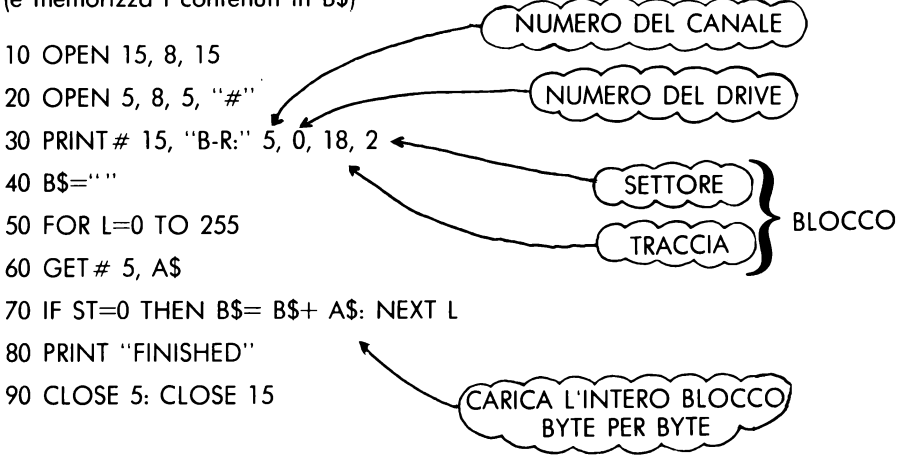 (e memorizza i contenuti in B$)
NUMERO DEL CANALE
10 OPEN 15, 8, 15
20 OPEN 5, 8, 5, "#"
NUMERO DEL DRIVE
30 PRINT# 15, "B-R:" 5, 0, 18, 2
40 B$=""
SETTORE
50 FOR L=0 TO 255
BLOCCO
TRACCIA
60 GET# 5, A$
70 IF ST=0 THEN B$= B$+ A$: NEXT L
80 PRINT "FINISHED"
90 CLOSE 5: CLOSE 15
CARICA L'INTERO BLOCCO
BYTE PER BYTE